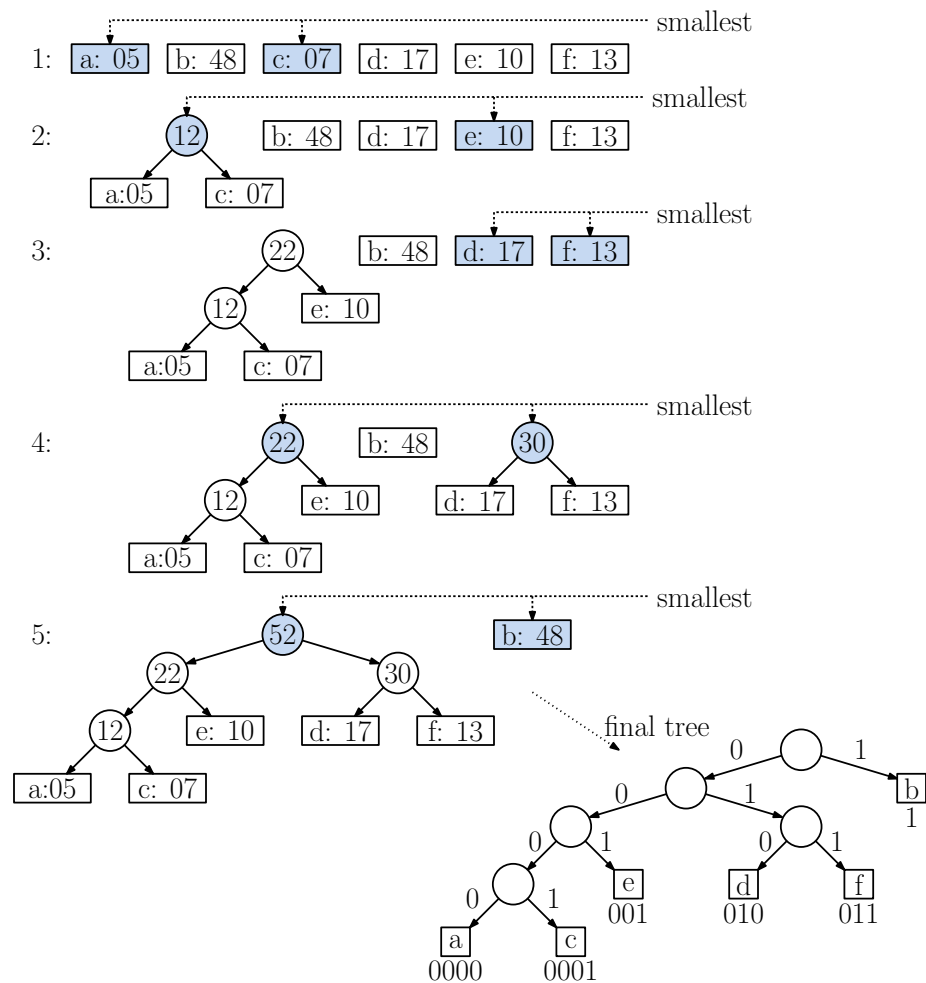 smallest
1: a: 05 b: 48 c: 07 d: 17 e: 10 f: 13
smallest
2: 12 b: 48 d: 17 e: 10 f: 13
a:05 c: 07
smallest
3: 22 b: 48 d: 17 f: 13
12 e: 10
a:05 c: 07
smallest
4: 22 b: 48 30
12 e: 10 d: 17 f: 13
a:05 c: 07
smallest
5: 52 b: 48
22 30
12 e: 10 d: 17 f: 13
a:05 c: 07
final tree
0 1
b
1
0 1
0 1 0 1
e d f
001 010 011
0 1
a c
0000 0001